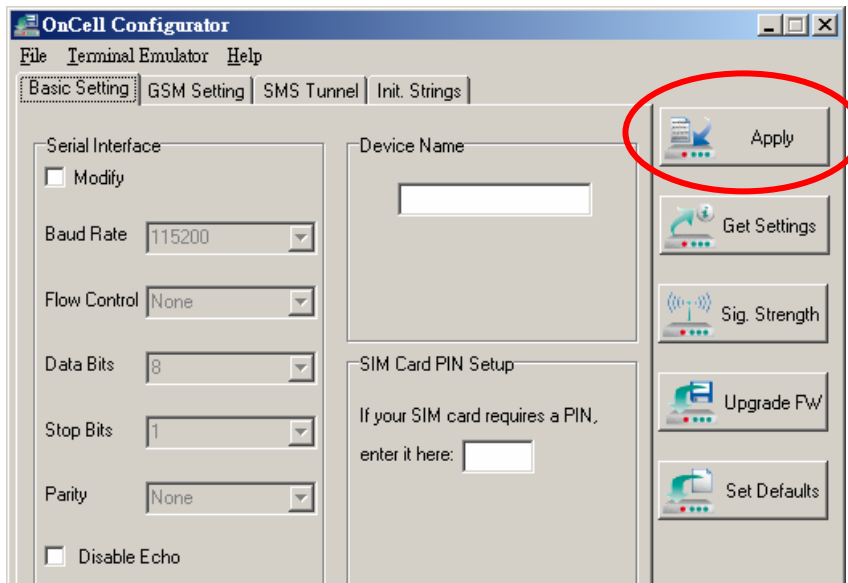 OnCell Configurator
File Terminal Emulator Help
Basic Setting GSM Setting SMS Tunnel Init. Strings
Serial Interface
Modify
Baud Rate 115200
Flow Control None
Data Bits 8
Stop Bits 1
Parity None
Disable Echo
Device Name
SIM Card PIN Setup
If your SIM card requires a PIN,
enter it here:
Apply
Get Settings
Sig. Strength
Upgrade FW
Set Defaults